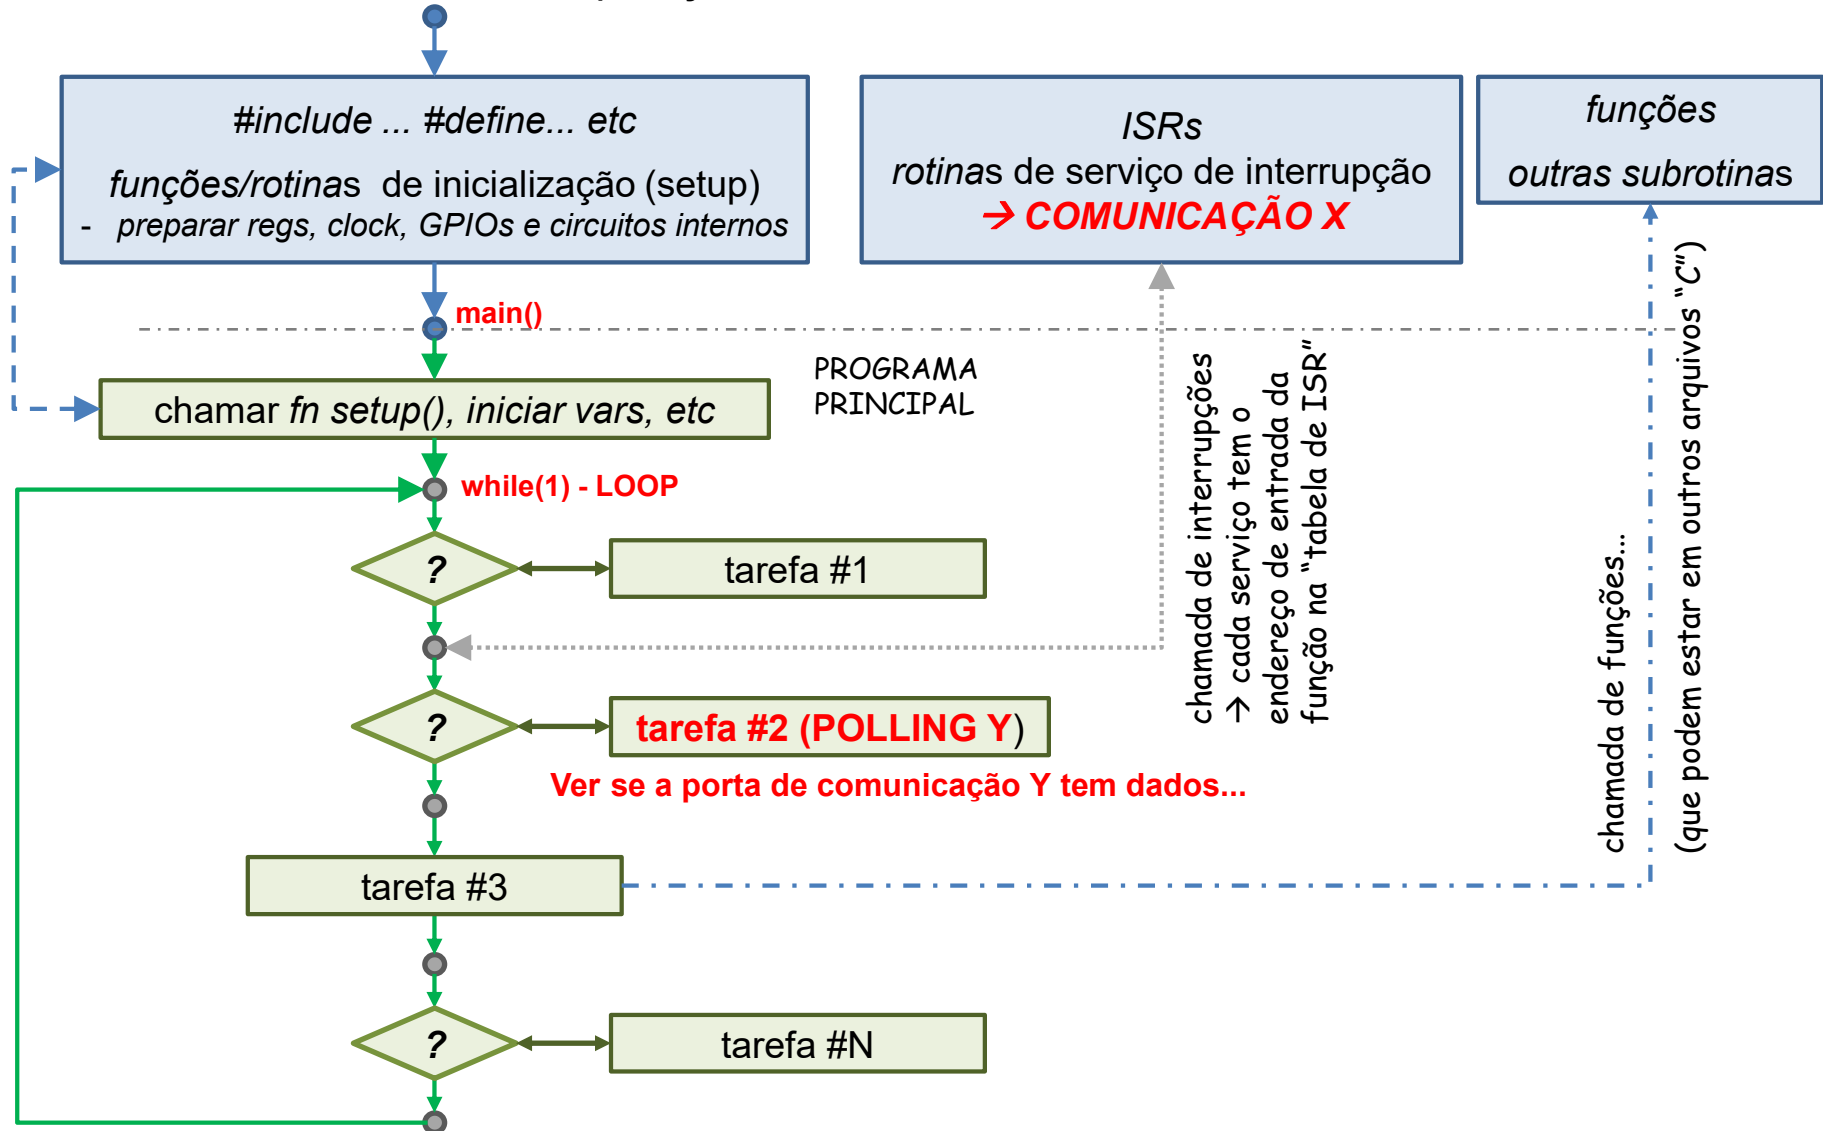 #include ... #define... etc
funções/rotinas de inicialização (setup)
- preparar regs, clock, GPIOs e circuitos internos
ISRs
rotinas de serviço de interrupção
→ COMUNICAÇÃO X
funções
outras subrotinas
main()
PROGRAMA
PRINCIPAL
chamar fn setup(), iniciar vars, etc
while(1) - LOOP
?
tarefa #1
?
tarefa #2 (POLLING Y)
Ver se a porta de comunicação Y tem dados...
tarefa #3
?
tarefa #N
chamada de interrupções
→ cada serviço tem o
endereço de entrada da
função na "tabela de ISR"
chamada de funções...
(que podem estar em outros arquivos "C")